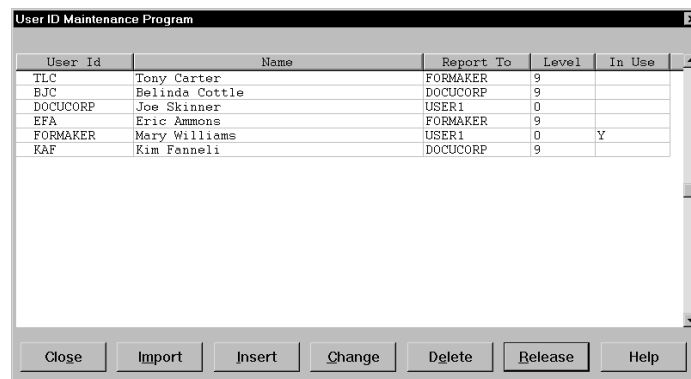 User ID Maintenance Program
User Id Name Report To Level In Use
TLC Tony Carter FORMAKER 9
BJC Belinda Cottle DOCUCORP 9
DOCUCORP Joe Skinner USER1 0
EFA Eric Ammons FORMAKER 9
FORMAKER Mary Williams USER1 0 Y
KAF Kim Fanneli DOCUCORP 9
Close Import Insert Change Delete Release Help